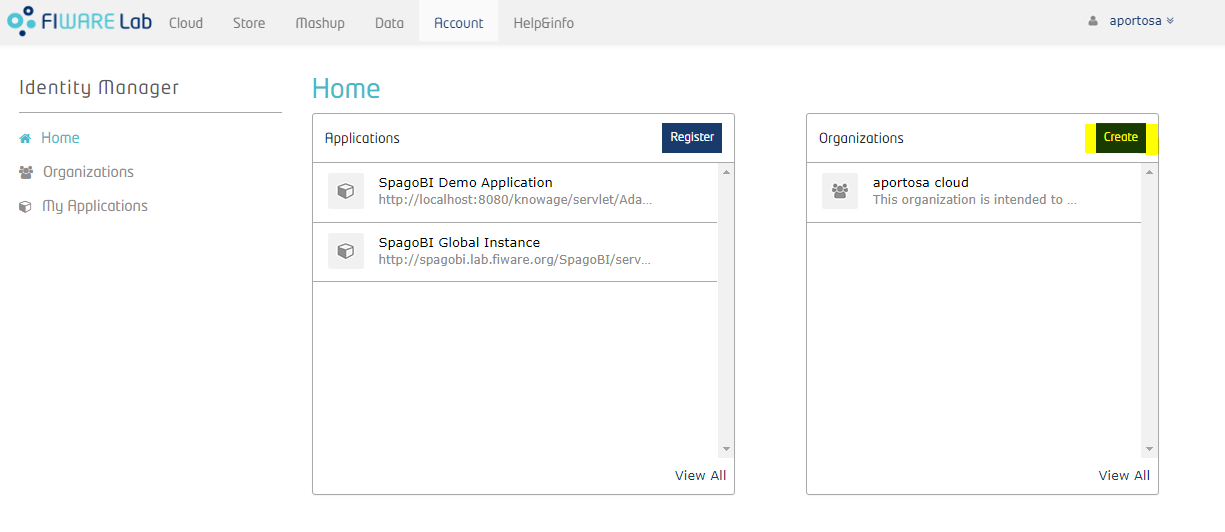 FIWARE Lab Cloud Store Mashup Data Account Help&info aportosa
Identity Manager
Home
Organizations
My Applications
Home
Applications Register
SpagoBI Demo Application
http://localhost:8080/knowage/servlet/Ada...
SpagoBI Global Instance
http://spagobi.lab.fiware.org/SpagoBI/serv...
View All
Organizations Create
aportosa cloud
This organization is intended to ...
View All